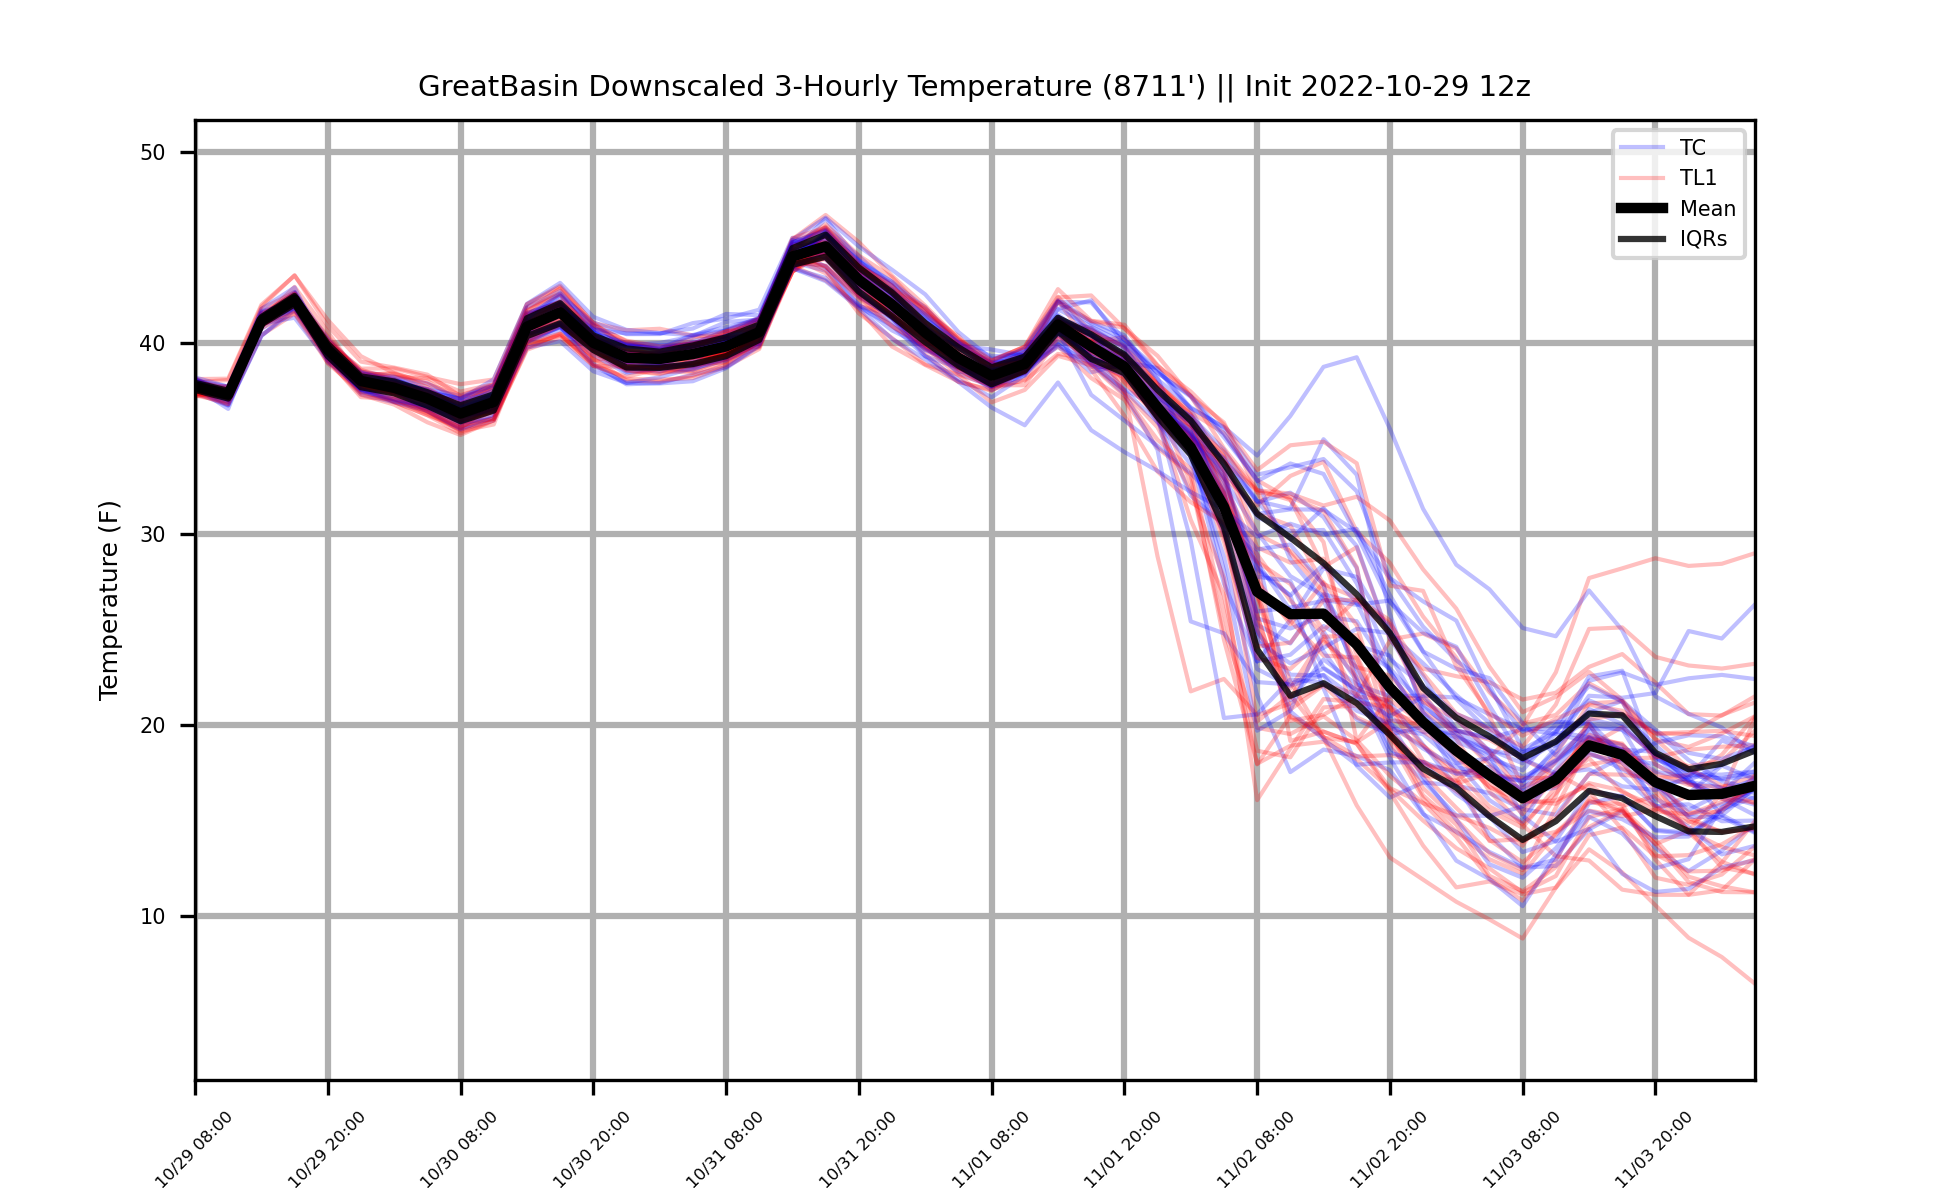 GreatBasin Downscaled 3-Hourly Temperature (8711') || Init 2022-10-29 12z
TC
TL1
Mean
IQRs
Temperature (F)
50
40
30
20
10
10/29 08:00
10/29 20:00
10/30 08:00
10/30 20:00
10/31 08:00
10/31 20:00
11/01 08:00
11/01 20:00
11/02 08:00
11/02 20:00
11/03 08:00
11/03 20:00